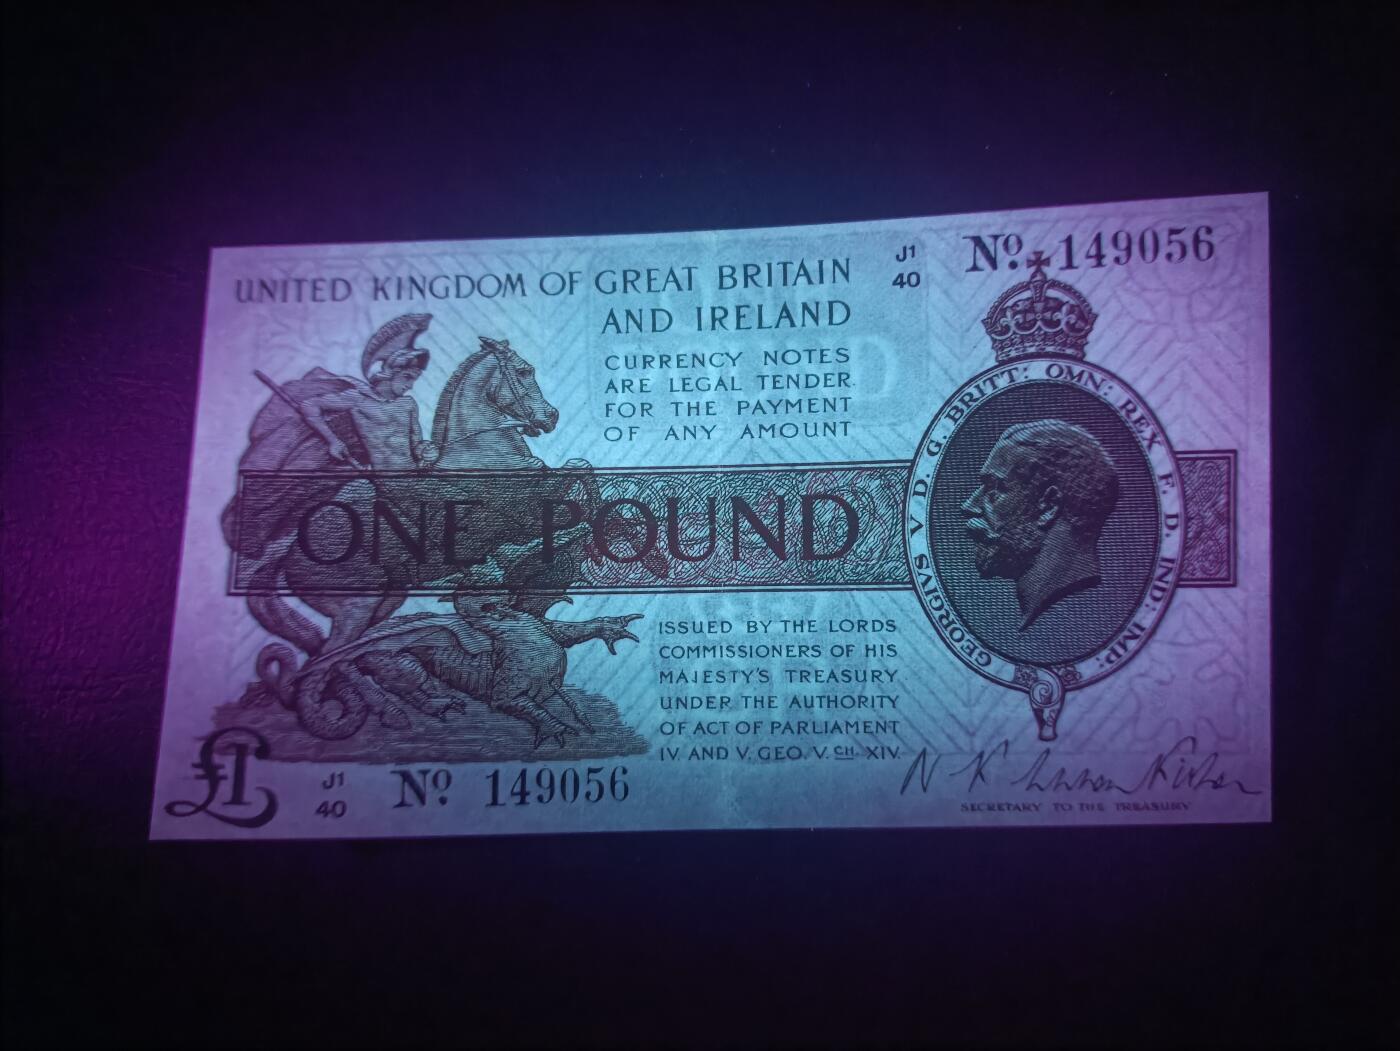 UNITED KINGDOM OF GREAT BRITAIN
AND IRELAND
J1
40
Nº 149056
CURRENCY NOTES
ARE LEGAL TENDER
FOR THE PAYMENT
OF ANY AMOUNT
ONE POUND
GEORGIVS V D. G. BRITT: OMN: REX F. D. IND: IMP:
ISSUED BY THE LORDS
COMMISSIONERS OF HIS
MAJESTY'S TREASURY
UNDER THE AUTHORITY
OF ACT OF PARLIAMENT
IV AND V. GEO. V. CH. XIV.
£1
J1
40
Nº 149056
SECRETARY TO THE TREASURY